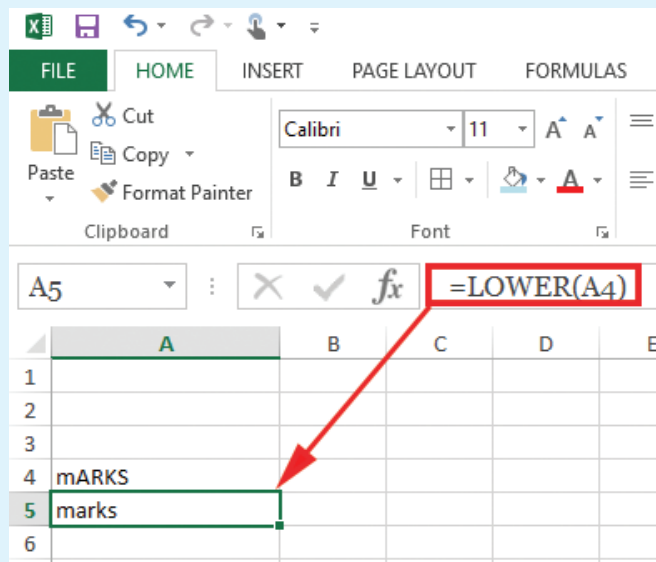 FILE HOME INSERT PAGE LAYOUT FORMULAS
Cut
Copy
Paste
Format Painter
Clipboard
Calibri 11 A A
B I U A
Font
A5 fx =LOWER(A4)
A B C D E
1
2
3
4 mARKS
5 marks
6